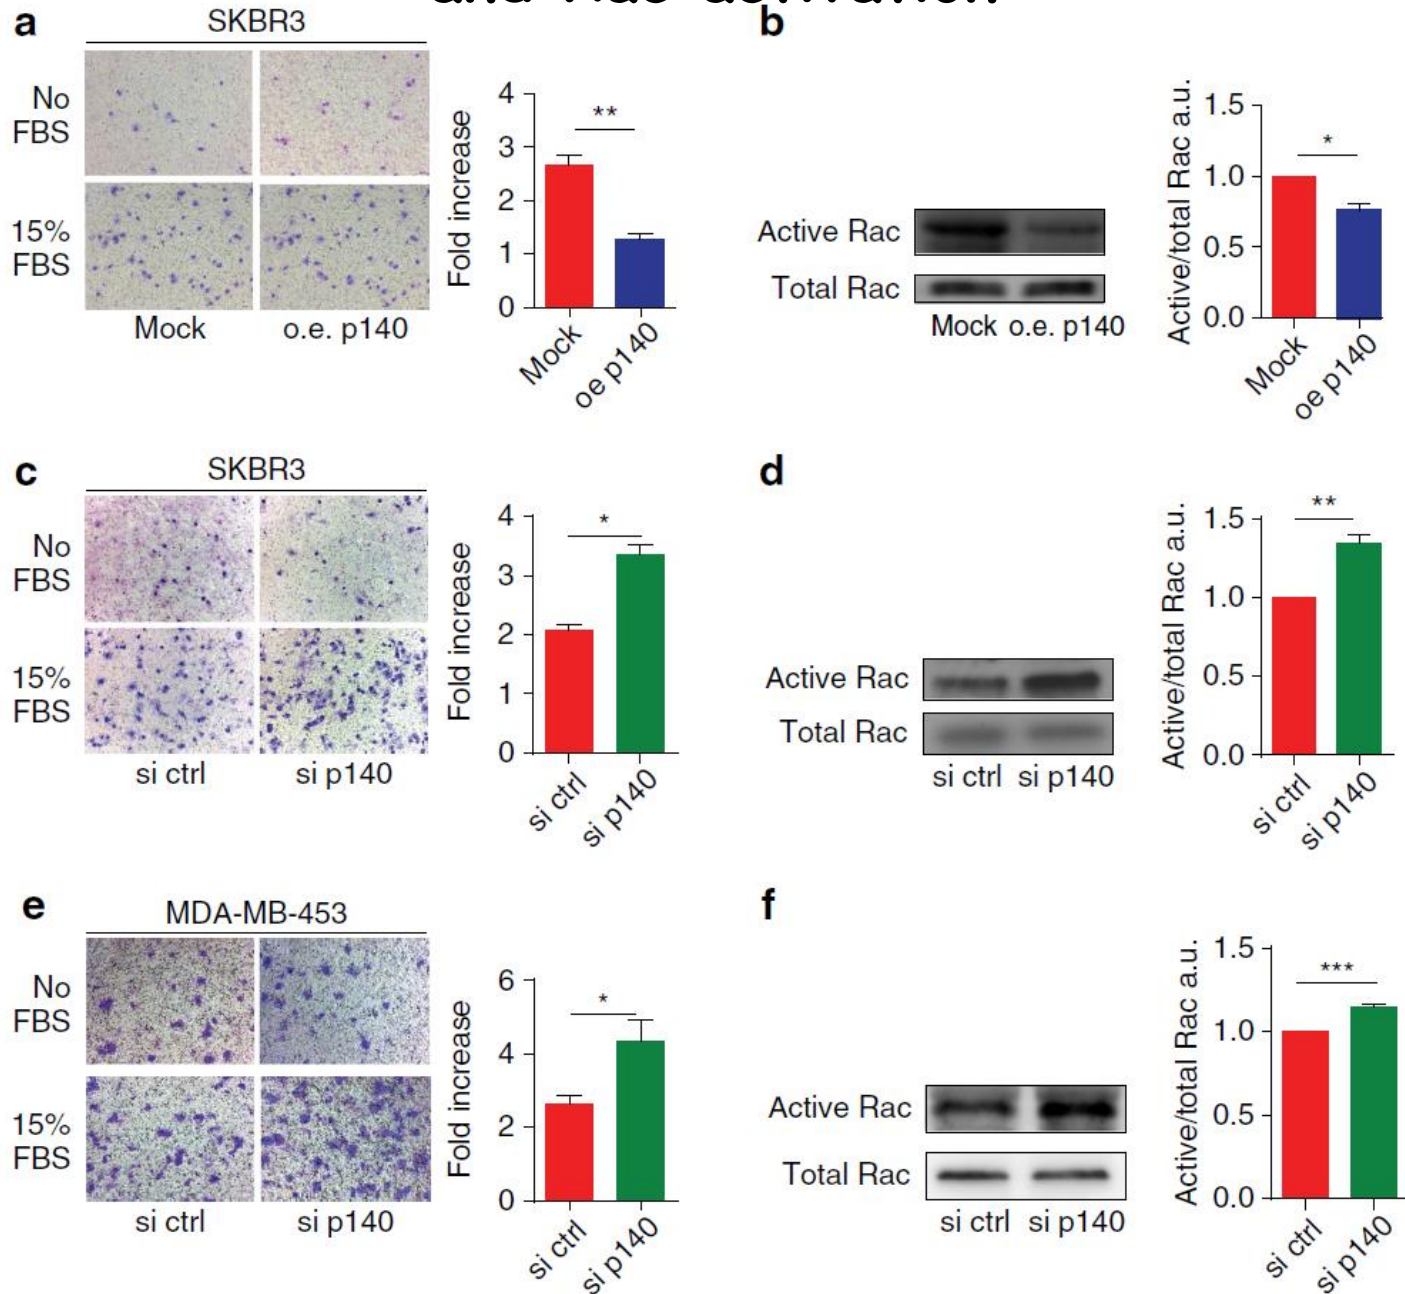 and Rac activation
a
SKBR3
No
FBS
15%
FBS
Mock
o.e. p140
Fold increase
4
3
2
1
0
**
Mock
oe p140
b
Active Rac
Total Rac
Mock o.e. p140
Active/total Rac a.u.
1.5
1.0
0.5
0.0
*
Mock
oe p140
c
SKBR3
No
FBS
15%
FBS
si ctrl
si p140
Fold increase
4
3
2
1
0
*
si ctrl
si p140
d
Active Rac
Total Rac
si ctrl si p140
Active/total Rac a.u.
1.5
1.0
0.5
0.0
**
si ctrl
si p140
e
MDA-MB-453
No
FBS
15%
FBS
si ctrl
si p140
Fold increase
6
4
2
0
*
si ctrl
si p140
f
Active Rac
Total Rac
si ctrl si p140
Active/total Rac a.u.
1.5
1.0
0.5
0.0
***
si ctrl
si p140